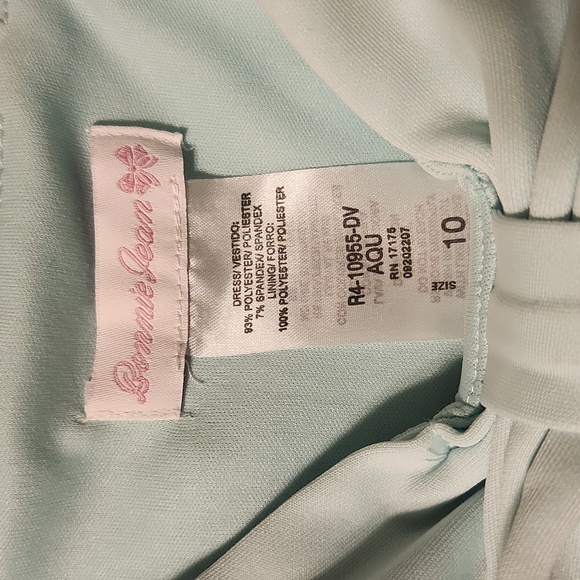 Bonnie Jean
DRESS/ VESTIDO:
93% POLYESTER/ POLIESTER
7% SPANDEX/ SPANDEX
LINING/ FORRO:
100% POLYESTER/ POLIESTER
R4-10955-DV
AQU
RN 17175
09202207
SIZE
10